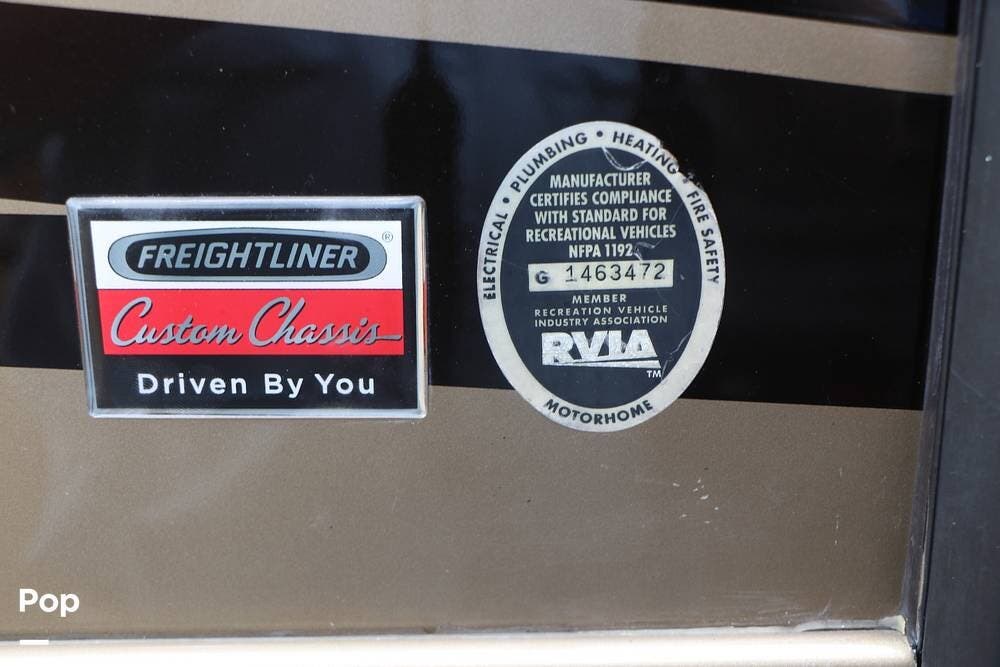 FREIGHTLINER ®
Custom Chassis
Driven By You
ELECTRICAL • PLUMBING • HEATING • FIRE SAFETY
MANUFACTURER
CERTIFIES COMPLIANCE
WITH STANDARD FOR
RECREATIONAL VEHICLES
NFPA 1192
G 1463472
MEMBER
RECREATION VEHICLE
INDUSTRY ASSOCIATION
RVIA
TM
MOTORHOME
Pop